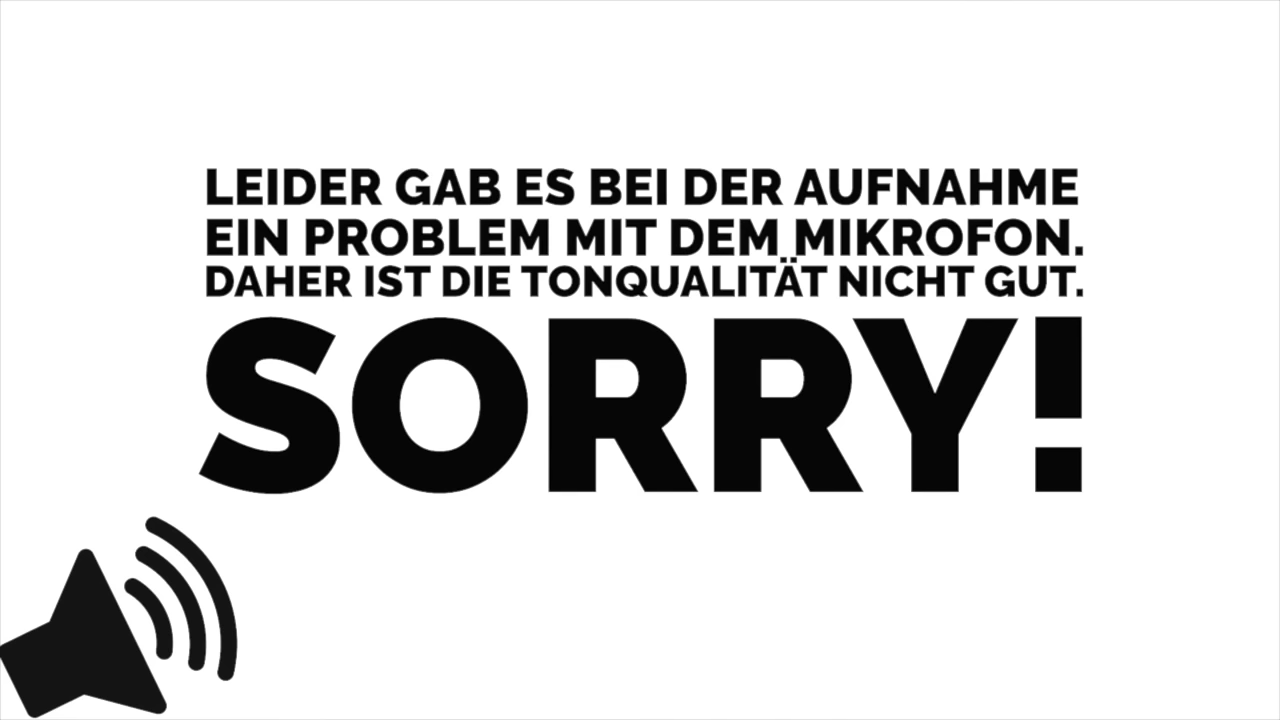 LEIDER GAB ES BEI DER AUFNAHME
EIN PROBLEM MIT DEM MIKROFON.
DAHER IST DIE TONQUALITÄT NICHT GUT.
SORRY!